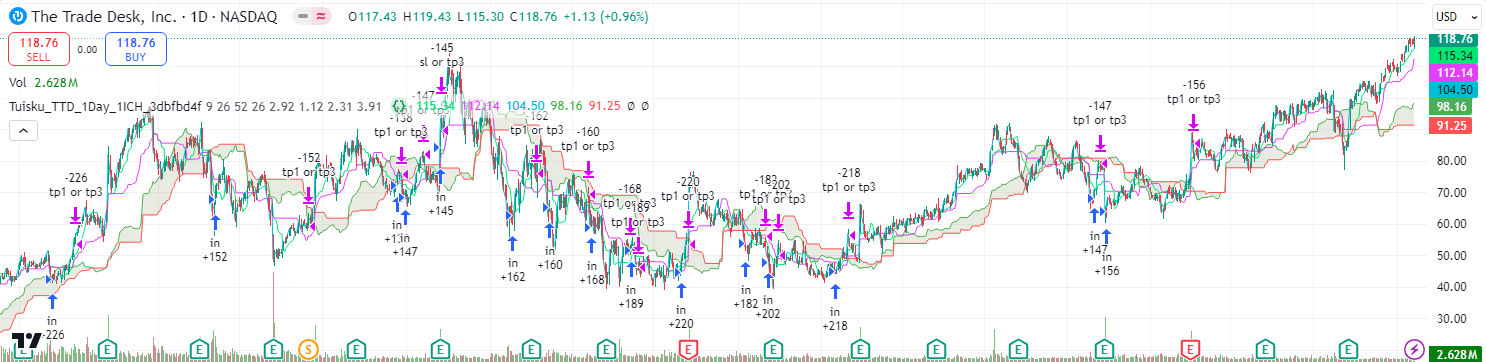 The Trade Desk, Inc. · 1D · NASDAQ O117.43 H119.43 L115.30 C118.76 +1.13 (+0.96%)
USD
118.76 SELL
0.00
118.76 BUY
Vol 2.628M
Tuisku_TTD_1Day_1ICH_3dbfbd4f 9 26 52 26 2.92 1.12 2.31 3.91 115.34 112.14 104.50 98.16 91.25 Ø Ø
118.76
115.34
112.14
104.50
98.16
91.25
80.00
70.00
60.00
50.00
40.00
30.00
2.628M
-226
tp1 or tp3
-152
tp1 or tp3
-158
tp1 or tp3
-147
-145
sl or tp3
-162
tp1 or tp3
-160
tp1 or tp3
-168
tp1 or tp3
-189
tp1 or tp3
-220
tp1 or tp3
-202
tp1 or tp3
-218
tp1 or tp3
-147
tp1 or tp3
-156
tp1 or tp3
in
-226
in
+152
in
in
+147
in
+145
in
+162
in
+160
in
+168
in
+189
in
+220
in
+182
in
+202
in
+218
in
+147
in
+156
E
E
E
E
S
E
E
E
E
E
E
E
E
E
E
E
E
E